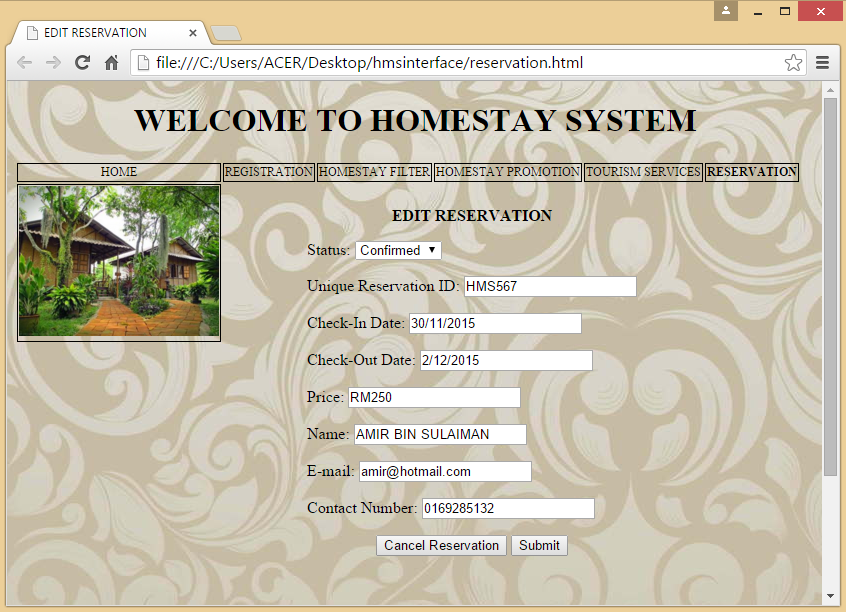 EDIT RESERVATION
file:///C:/Users/ACER/Desktop/hmsinterface/reservation.html
WELCOME TO HOMESTAY SYSTEM
HOME REGISTRATION HOMESTAY FILTER HOMESTAY PROMOTION TOURISM SERVICES RESERVATION
EDIT RESERVATION
Status: Confirmed
Unique Reservation ID: HMS567
Check-In Date: 30/11/2015
Check-Out Date: 2/12/2015
Price: RM250
Name: AMIR BIN SULAIMAN
E-mail: amir@hotmail.com
Contact Number: 0169285132
Cancel Reservation Submit